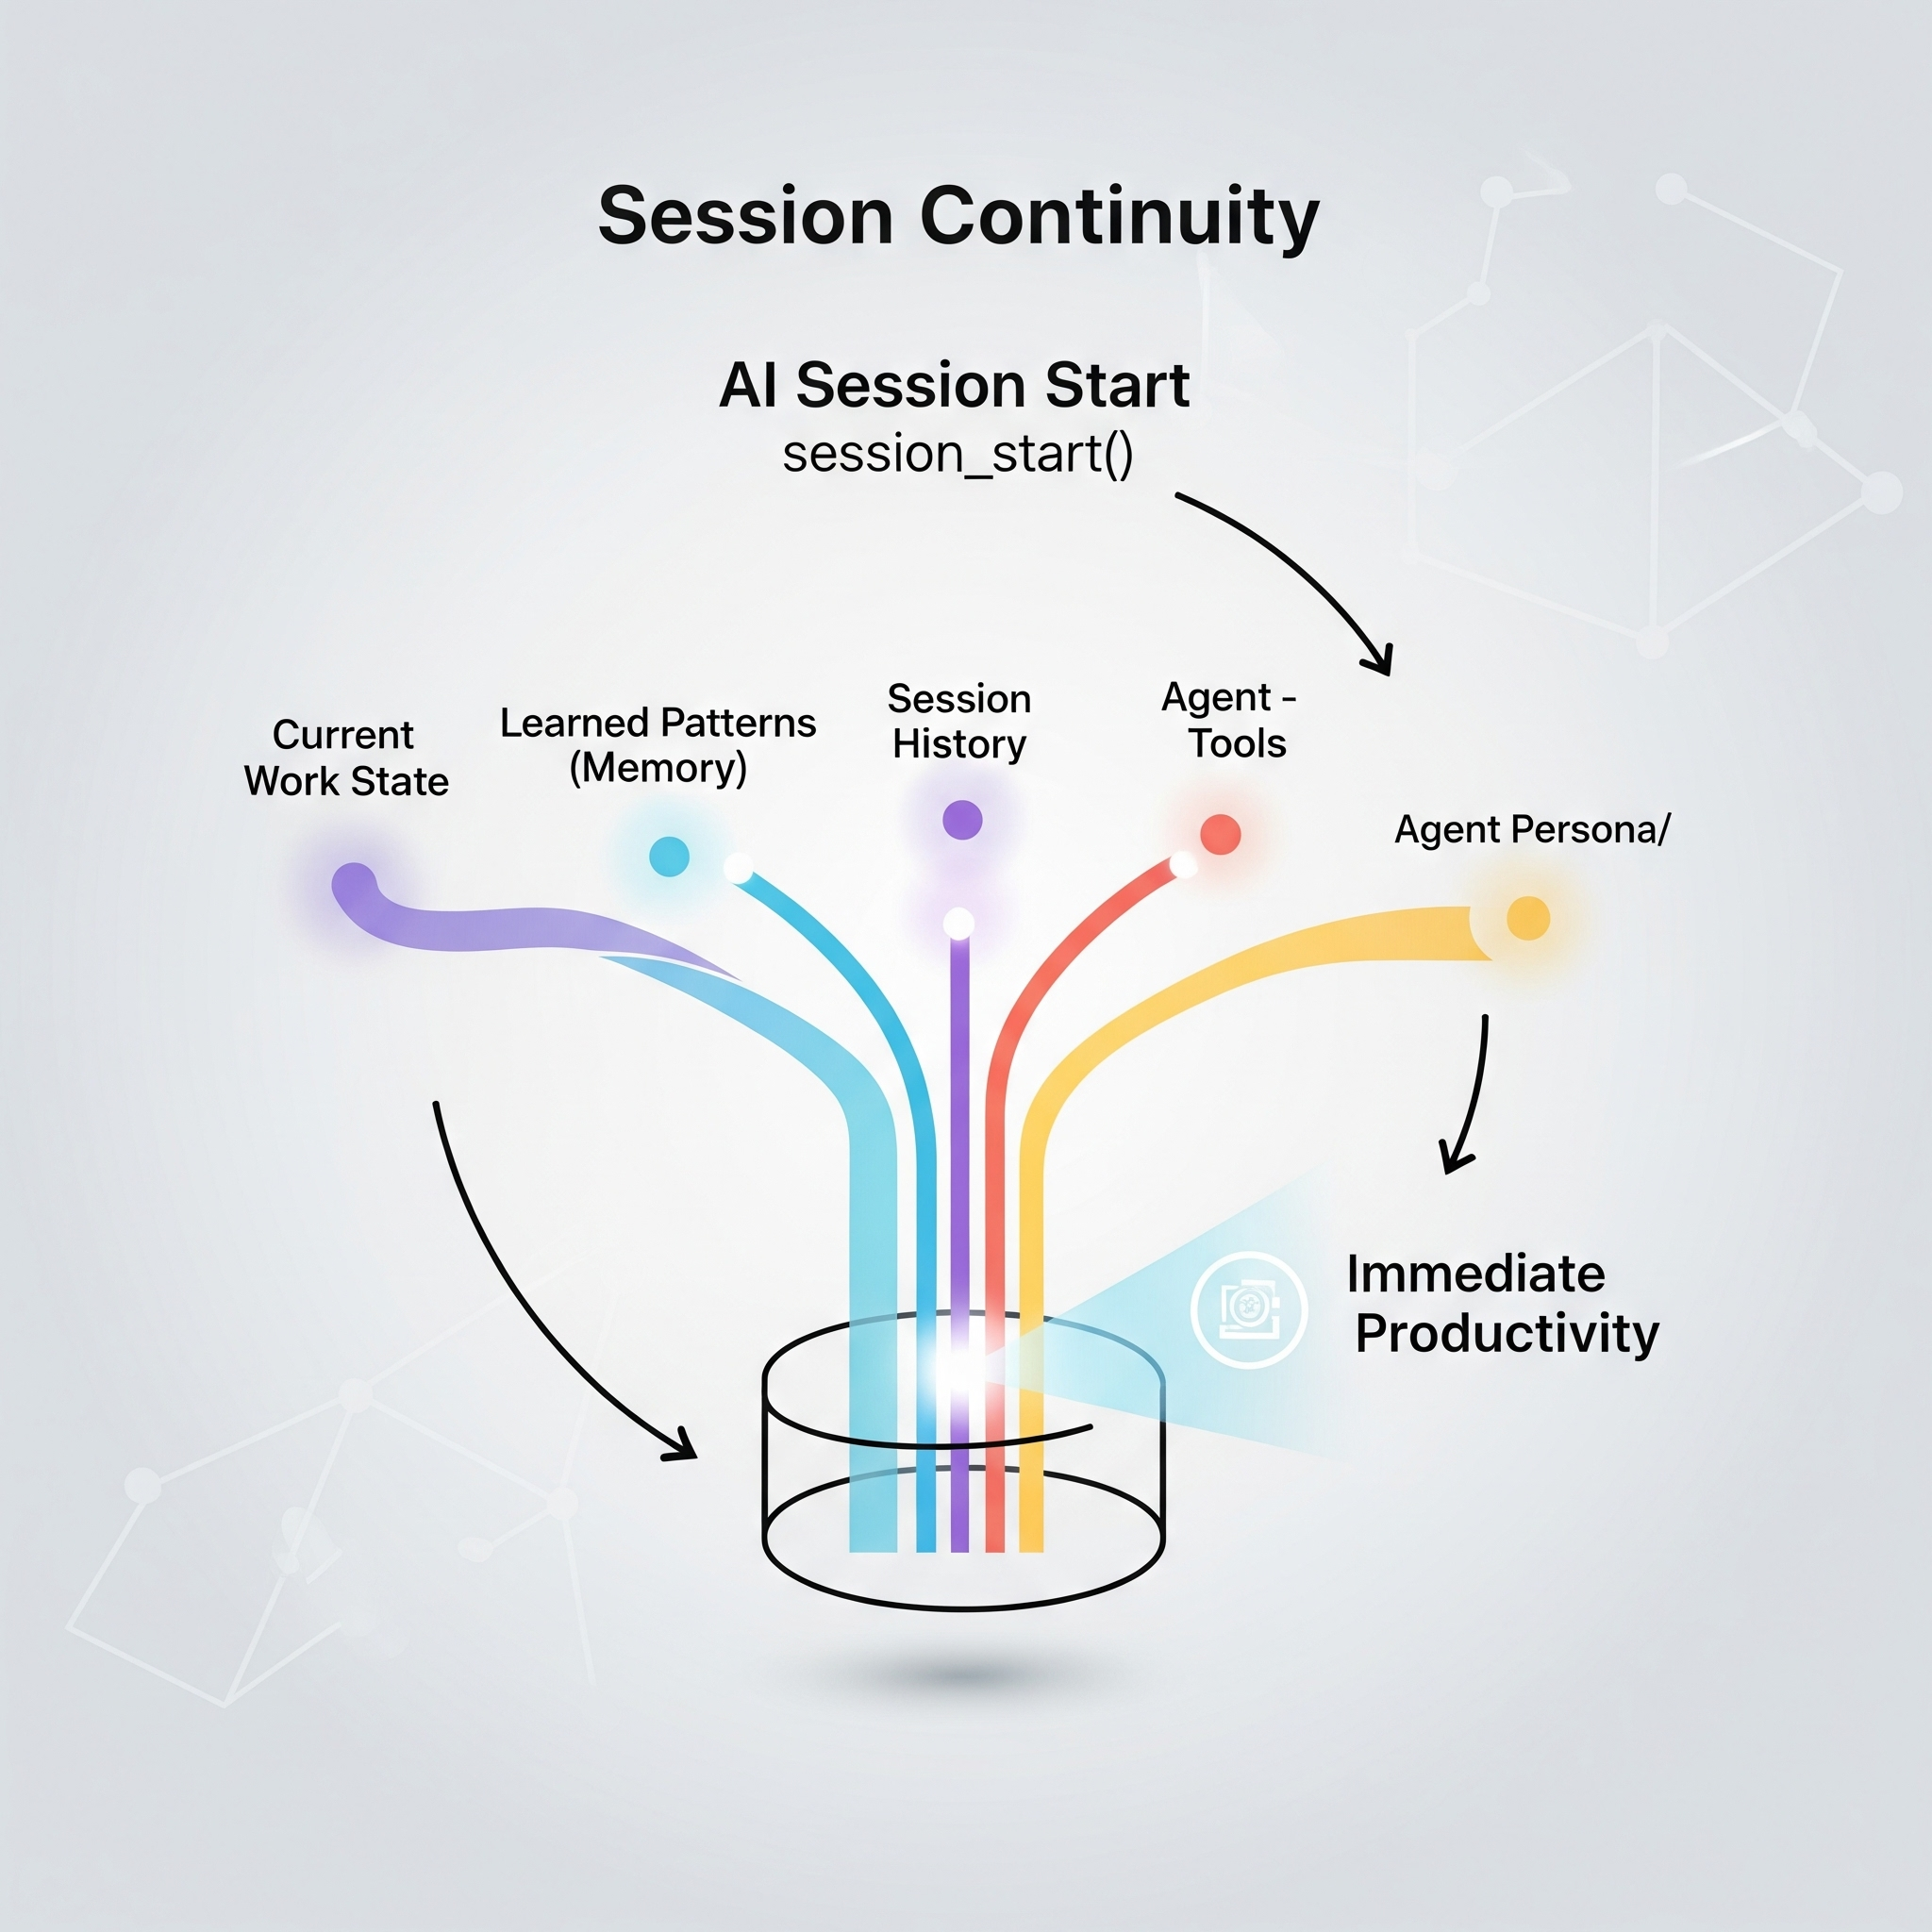 Session Continuity
AI Session Start
session_start()
Current
Work State
Learned Patterns
(Memory)
Session
History
Agent -
Tools
Agent Persona/
Immediate
Productivity